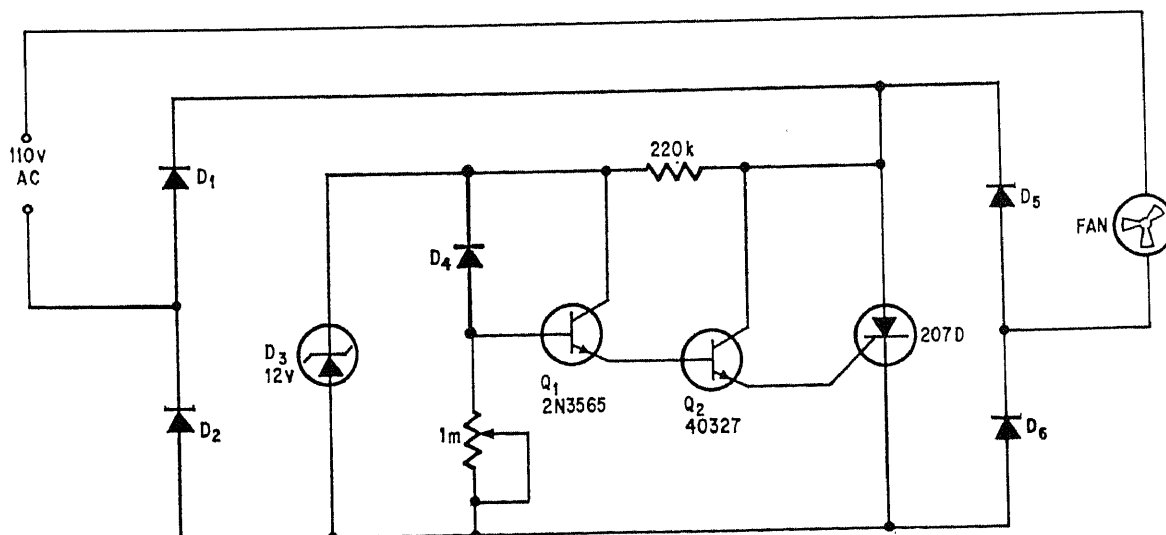 110V
AC
D1
D2
D3
12V
D4
1m
220k
Q1
2N3565
Q2
40327
207D
D5
D6
FAN